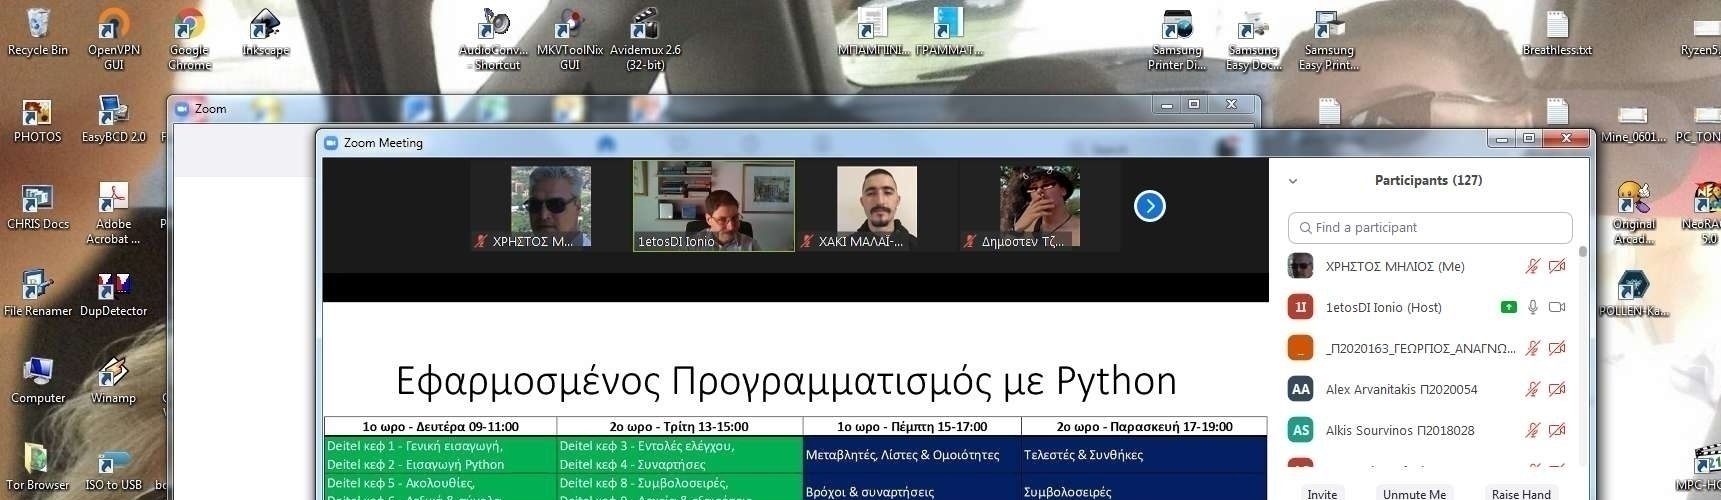 Recycle Bin
OpenVPN GUI
Google Chrome
Inkscape
AudioConv... - Shortcut
MKVToolNix GUI
Avidemux 2.6 (32-bit)
ΜΠΑΜΠΙΝΙ...
ΓΡΑΜΜΑΤ...
Samsung Printer Di...
Samsung Easy Doc...
Samsung Easy Print...
Breathless.txt
Ryzen5...
PHOTOS
EasyBCD 2.0
Zoom
Mine_0601...
PC_TON
Zoom Meeting
CHRIS Docs
Adobe Acrobat ...
Original Arcad...
NeoRA
5.0
File Renamer
DupDetector
POLLEN-Ka...
Computer
Winamp
Tor Browser
ISO to USB
MPC-HC
ΧΡΗΣΤΟΣ Μ...
1etosDI Ionio
ΧΑΚΙ ΜΑΛΑΪ-...
Δημοστεν Τζ...
Εφαρμοσμένος Προγραμματισμός με Python
1ο ωρο - Δευτέρα 09-11:00
2ο ωρο - Τρίτη 13-15:00
1ο ωρο - Πέμπτη 15-17:00
2ο ωρο - Παρασκευή 17-19:00
Deitel κεφ 1 - Γενική εισαγωγή,
Deitel κεφ 2 - Εισαγωγή Python
Deitel κεφ 3 - Εντολές ελέγχου,
Deitel κεφ 4 - Συναρτήσεις
Μεταβλητές, Λίστες & Ομοιότητες
Τελεστές & Συνθήκες
Deitel κεφ 5 - Ακολουθίες,
Deitel κεφ 8 - Συμβολοσειρές,
Βρόχοι & συναρτήσεις
Συμβολοσειρές
Participants (127)
Find a participant
ΧΡΗΣΤΟΣ ΜΗΛΙΟΣ (Me)
1I
1etosDI Ionio (Host)
_Π2020163_ΓΕΩΡΓΙΟΣ_ΑΝΑΓΝΩ...
AA
Alex Arvanitakis Π2020054
AS
Alkis Sourvinos Π2018028
Invite
Unmute Me
Raise Hand